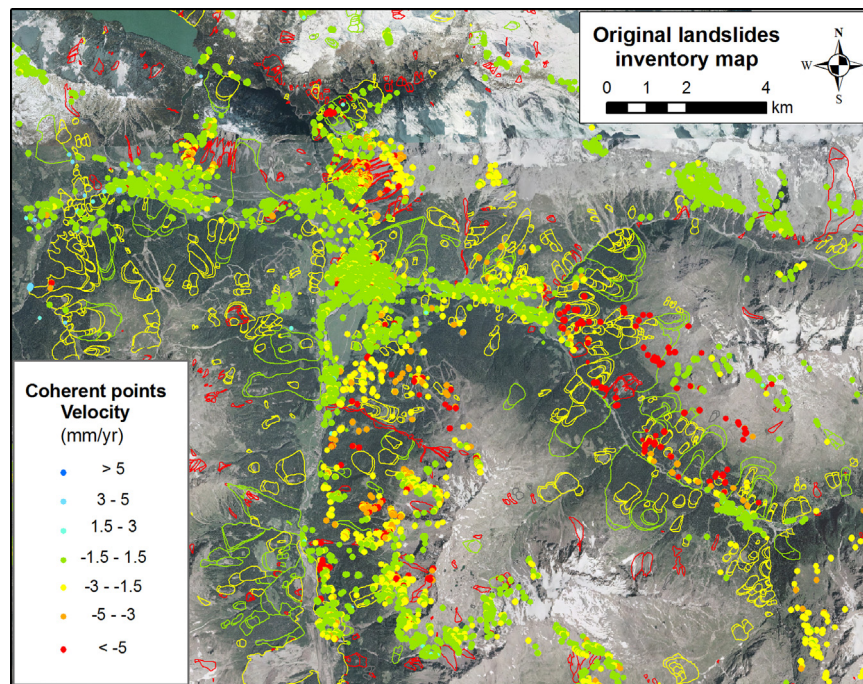 Original landslides
inventory map
N
W E
S
0 1 2 4
km
Coherent points
Velocity
(mm/yr)
> 5
3 - 5
1.5 - 3
-1.5 - 1.5
-3 - -1.5
-5 - -3
< -5